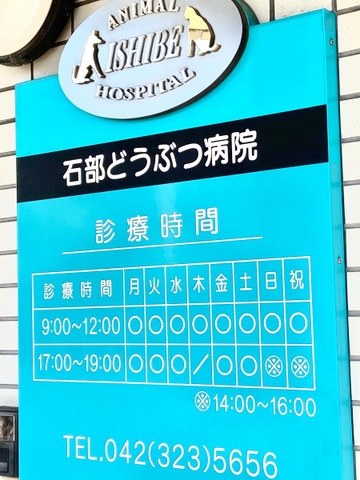 ANIMAL
ISHIBE
HOSPITAL
石部どうぶつ病院
診療時間
診療時間 月 火 水 木 金 土 日 祝
9:00~12:00 ○ ○ ○ ○ ○ ○ ○ ○
17:00~19:00 ○ ○ ○ / ○ ○ ※ ※
※14:00~16:00
TEL.042(323)5656